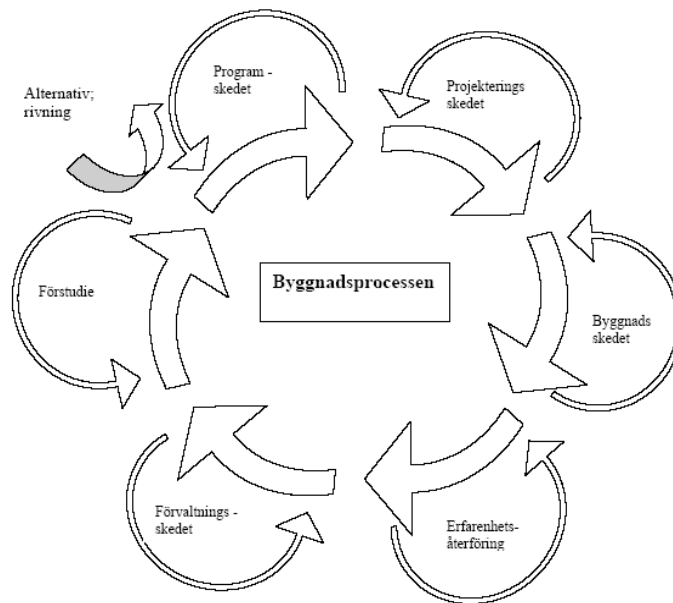 Alternativ;
rivning
Program -
skedet
Projekterings
skedet
Förstudie
Byggnadsprocessen
Byggnads
skedet
Förvaltnings -
skedet
Erfarenhets-
återföring